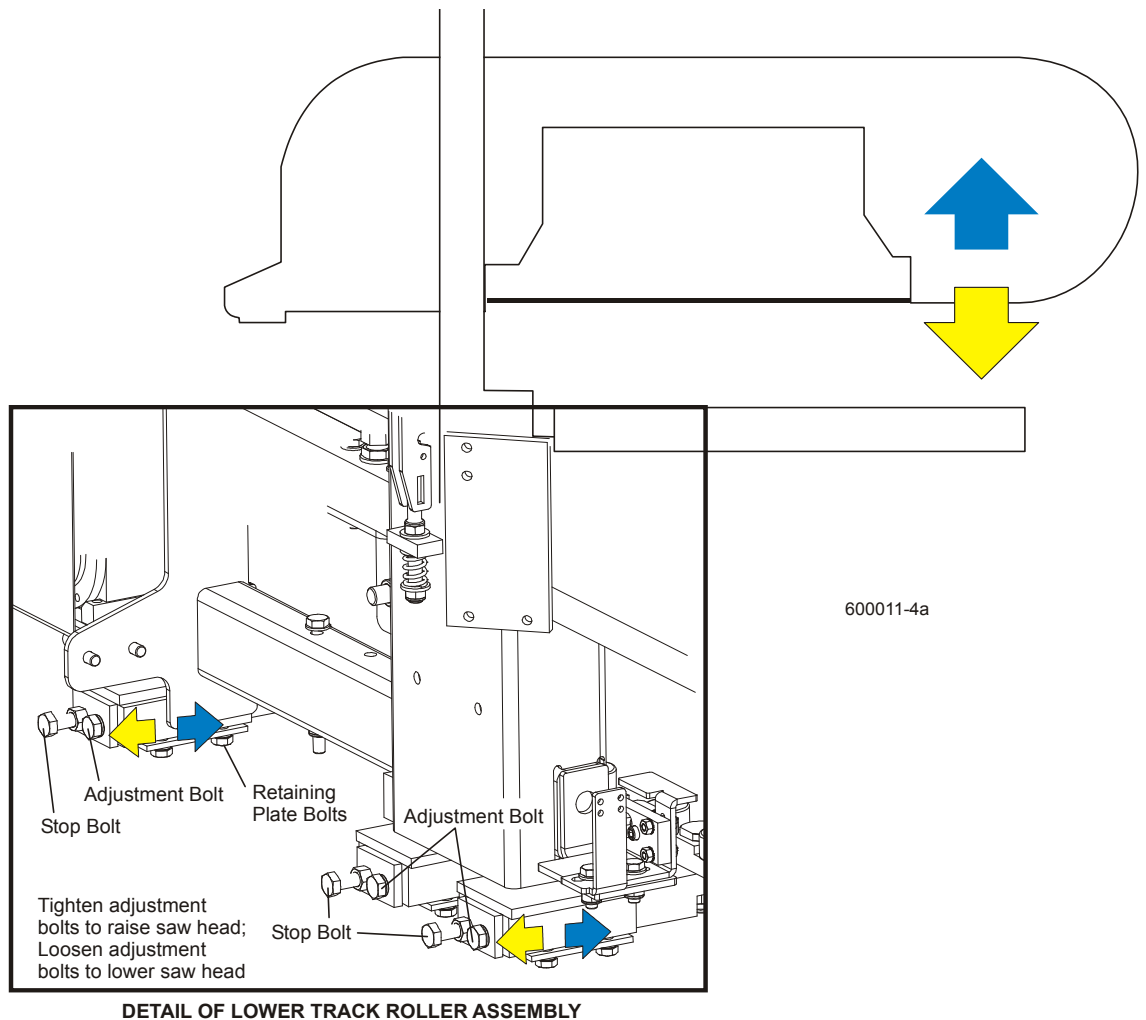 600011-4a
Adjustment Bolt
Stop Bolt
Retaining
Plate Bolts
Adjustment Bolt
Stop Bolt
Tighten adjustment
bolts to raise saw head;
Loosen adjustment
bolts to lower saw head
DETAIL OF LOWER TRACK ROLLER ASSEMBLY